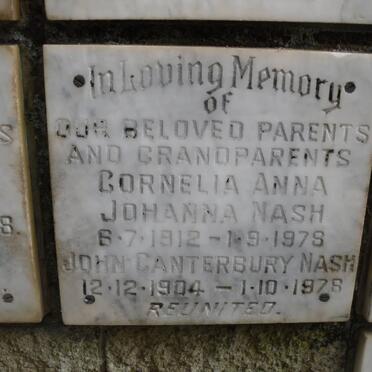 In Loving Memory
of
OUR BELOVED PARENTS
AND GRANDPARENTS
CORNELIA ANNA
JOHANNA NASH
6·7·1912 – 1·9·1978
JOHN CANTERBURY NASH
12·12·1904 – 1·10·1978
REUNITED.